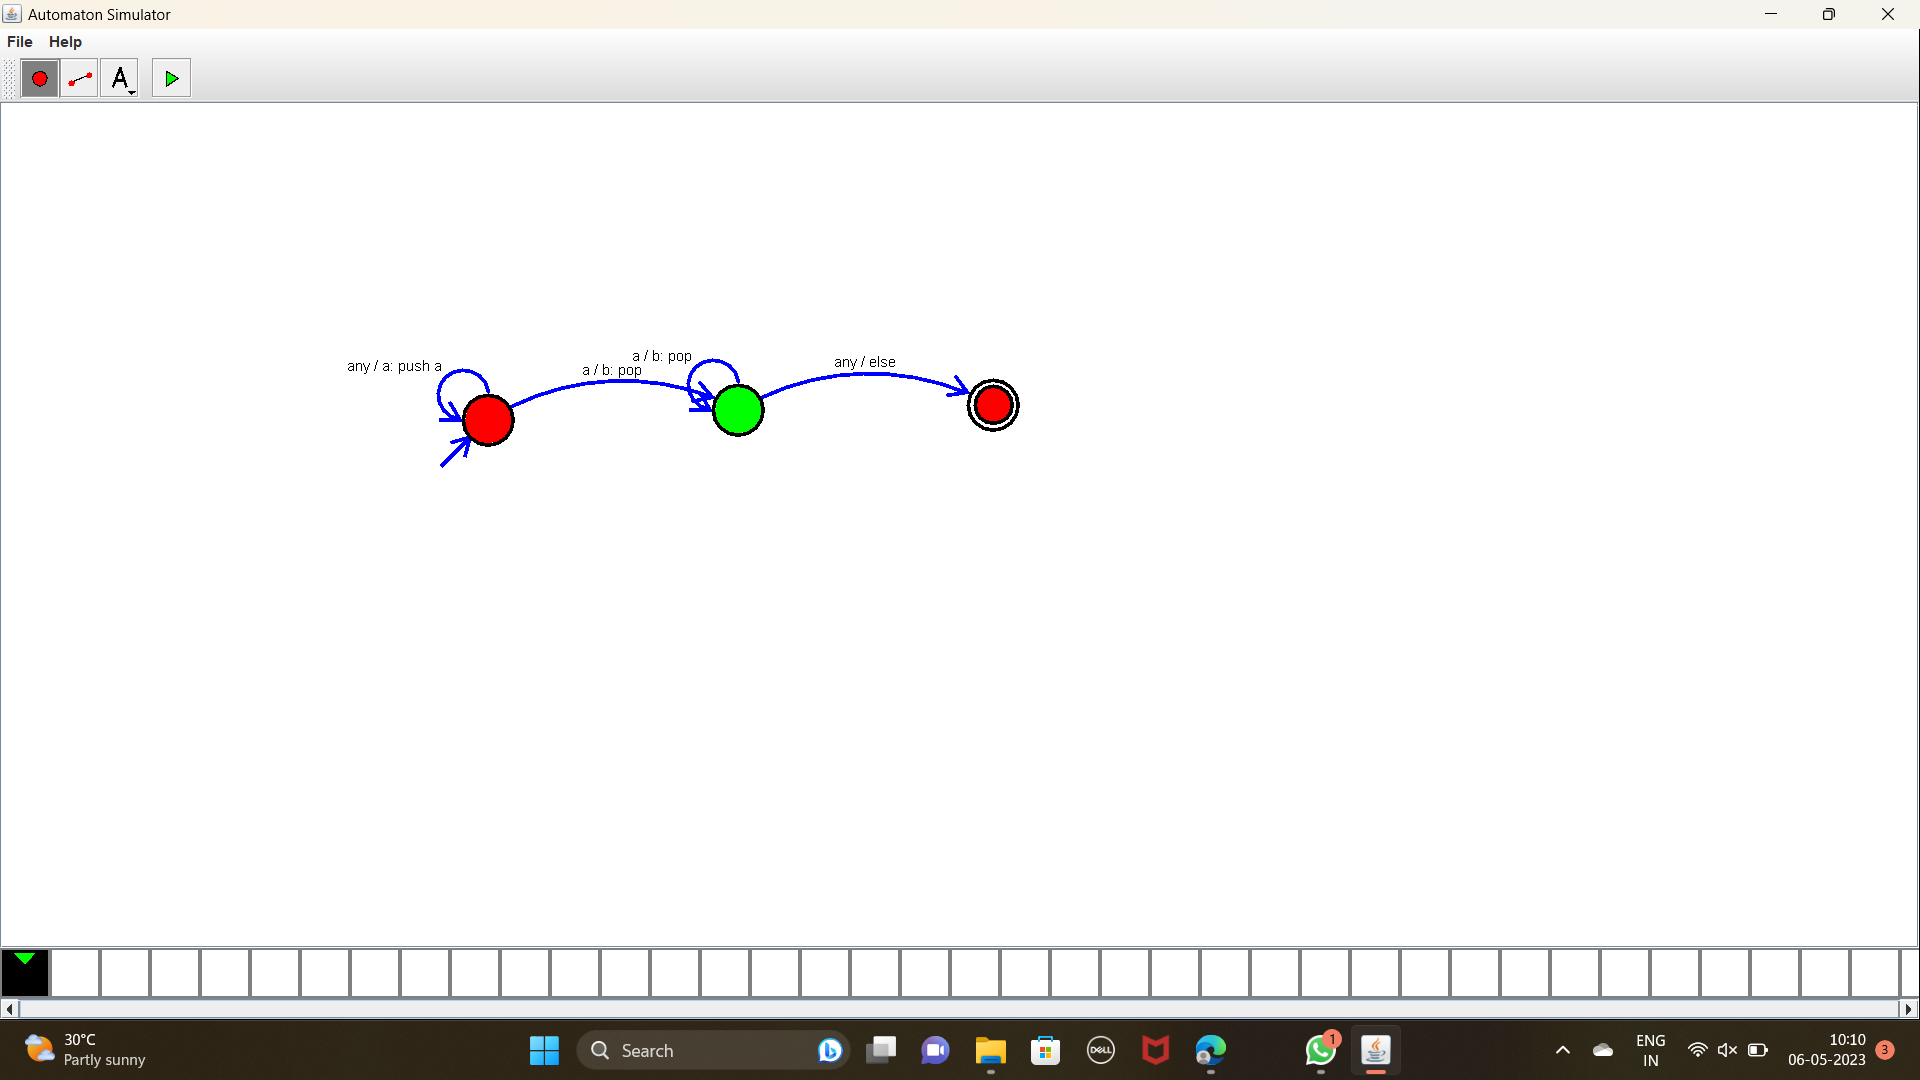 Automaton Simulator
File Help
A
any / a: push a
a / b: pop
a / b: pop
any / else
30°C
Partly sunny
Search
DELL
1
ENG
IN
10:10
06-05-2023
3